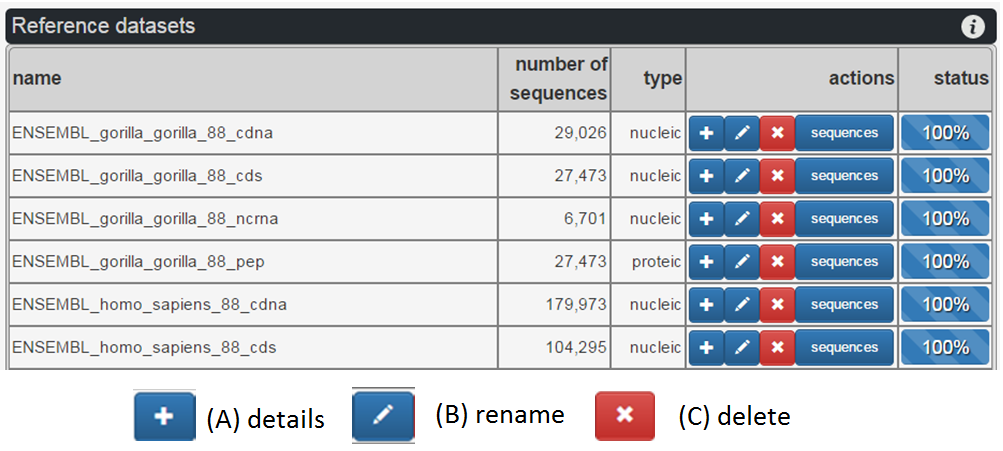 Reference datasets
name number of sequences type actions status
ENSEMBL_gorilla_gorilla_88_cdna 29,026 nucleic sequences 100%
ENSEMBL_gorilla_gorilla_88_cds 27,473 nucleic sequences 100%
ENSEMBL_gorilla_gorilla_88_ncrna 6,701 nucleic sequences 100%
ENSEMBL_gorilla_gorilla_88_pep 27,473 proteic sequences 100%
ENSEMBL_homo_sapiens_88_cdna 179,973 nucleic sequences 100%
ENSEMBL_homo_sapiens_88_cds 104,295 nucleic sequences 100%
(A) details (B) rename (C) delete